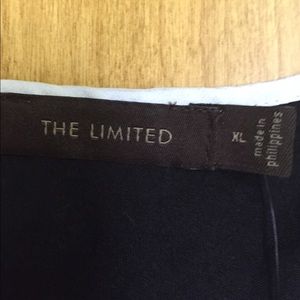 THE LIMITED
XL
made in
philippines